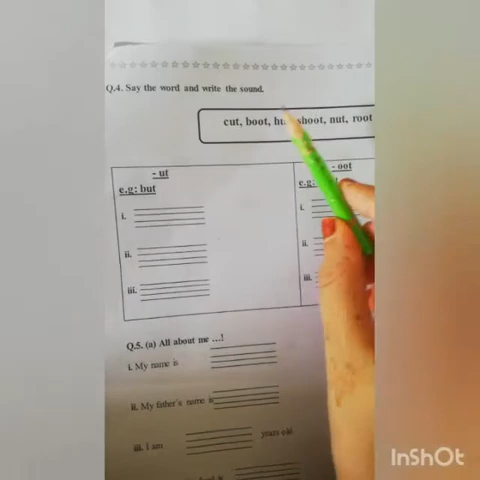 Q.4. Say the word and write the sound.
cut, boot, shoot, nut, root
- ut
- oot
e.g: but
e.g:
i.
i.
ii.
ii.
iii.
iii.
Q.5. (a) All about me ...!
i. My name is
ii. My father's name is
iii. I am years old
InShOt